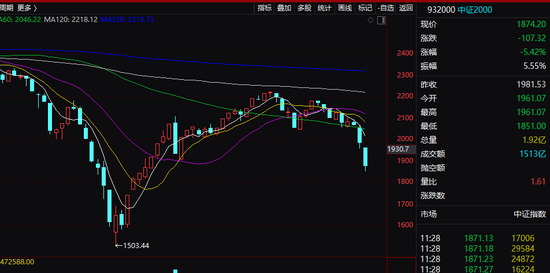 周期 更多 〉 指标 叠加 多股 统计 画线 标记 -自选 返回
A60: 2046.22 MA120: 2218.12
2400
2300
2200
2100
2000
1930.7
1900
1800
1700
1600
←1503.44
472588.00
932000 中证2000
现价 1874.20
涨跌 -107.32
涨幅 -5.42%
振幅 5.55%
昨收 1981.53
今开 1961.07
最高 1961.07
最低 1851.00
总量 1.92亿
成交额 1513亿
抛空额
量比 1.61
涨跌数
市场 中证指数
11:28 1871.13 17006
11:28 1871.18 29584
11:28 1871.23 24872
11:28 1871.27 16224